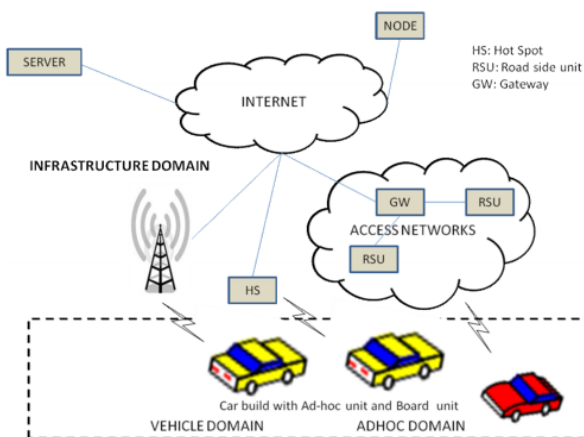 NODE
HS: Hot Spot
RSU: Road side unit
GW: Gateway
SERVER
INTERNET
INFRASTRUCTURE DOMAIN
GW
RSU
ACCESS NETWORKS
RSU
HS
Car build with Ad-hoc unit and Board unit
VEHICLE DOMAIN
ADHOC DOMAIN